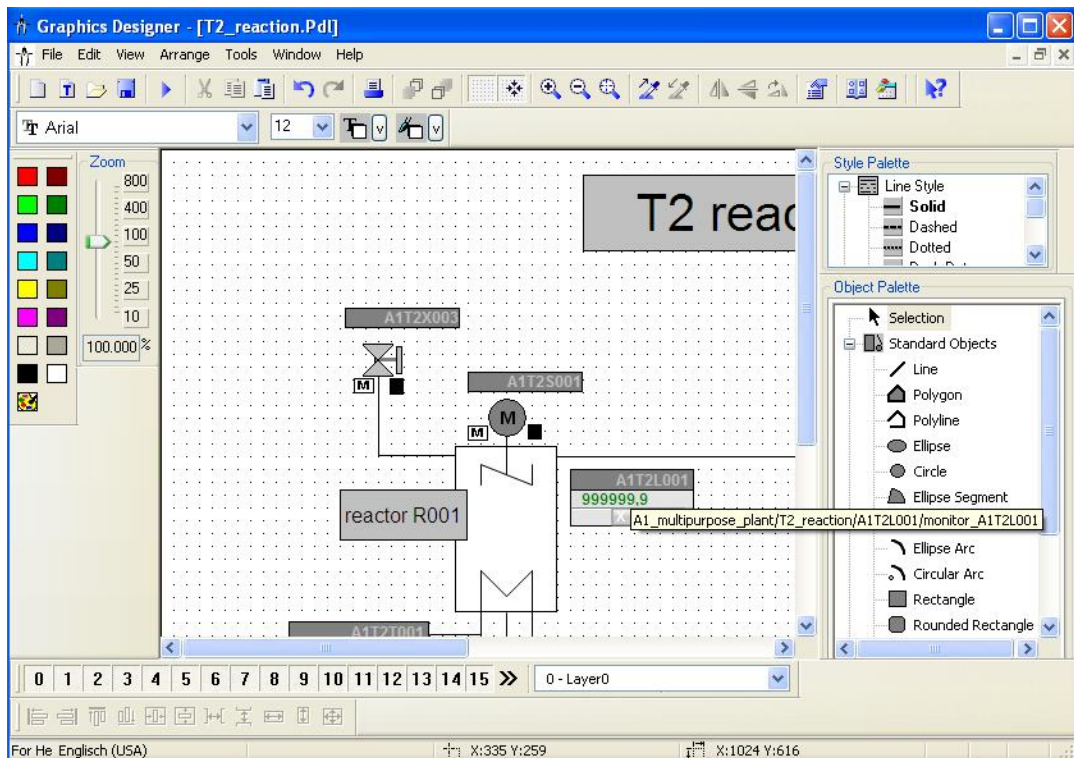 Graphics Designer - [T2_reaction.Pdl]
File Edit View Arrange Tools Window Help
Arial
12
Zoom
800
400
100
50
25
10
100.000 %
T2 reac
A1T2X003
M
A1T2S001
M
M
A1T2L001
999999,9
X
A1_multipurpose_plant/T2_reaction/A1T2L001/monitor_A1T2L001
reactor R001
A1T2T001
Style Palette
Line Style
Solid
Dashed
Dotted
Object Palette
Selection
Standard Objects
Line
Polygon
Polyline
Ellipse
Circle
Ellipse Segment
Ellipse Arc
Circular Arc
Rectangle
Rounded Rectangle
0 1 2 3 4 5 6 7 8 9 10 11 12 13 14 15
0 - Layer0
For He Englisch (USA)
X:335 Y:259
X:1024 Y:616